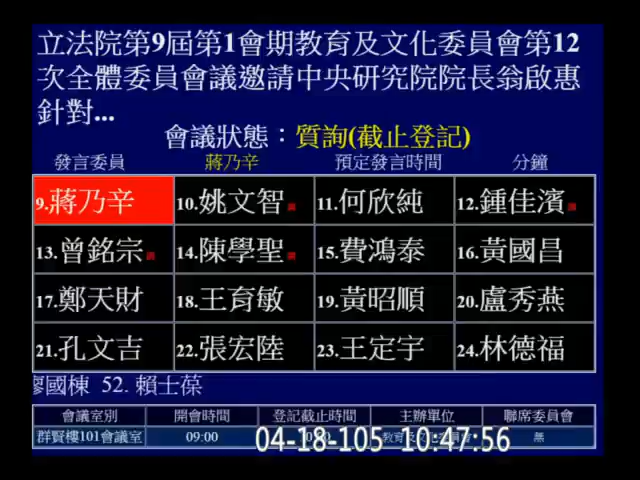 立法院第9屆第1會期教育及文化委員會第12
次全體委員會議邀請中央研究院院長翁啟惠
針對...
會議狀態：質詢(截止登記)
發言委員 蔣乃辛 預定發言時間 分鐘
9.蔣乃辛 10.姚文智 11.何欣純 12.鍾佳濱
13.曾銘宗 14.陳學聖 15.費鴻泰 16.黃國昌
17.鄭天財 18.王育敏 19.黃昭順 20.盧秀燕
21.孔文吉 22.張宏陸 23.王定宇 24.林德福
廖國棟 52. 賴士葆
會議室別 開會時間 登記截止時間 主辦單位 聯席委員會
群賢樓101會議室 09:00 無
04-18-105 10:47:56